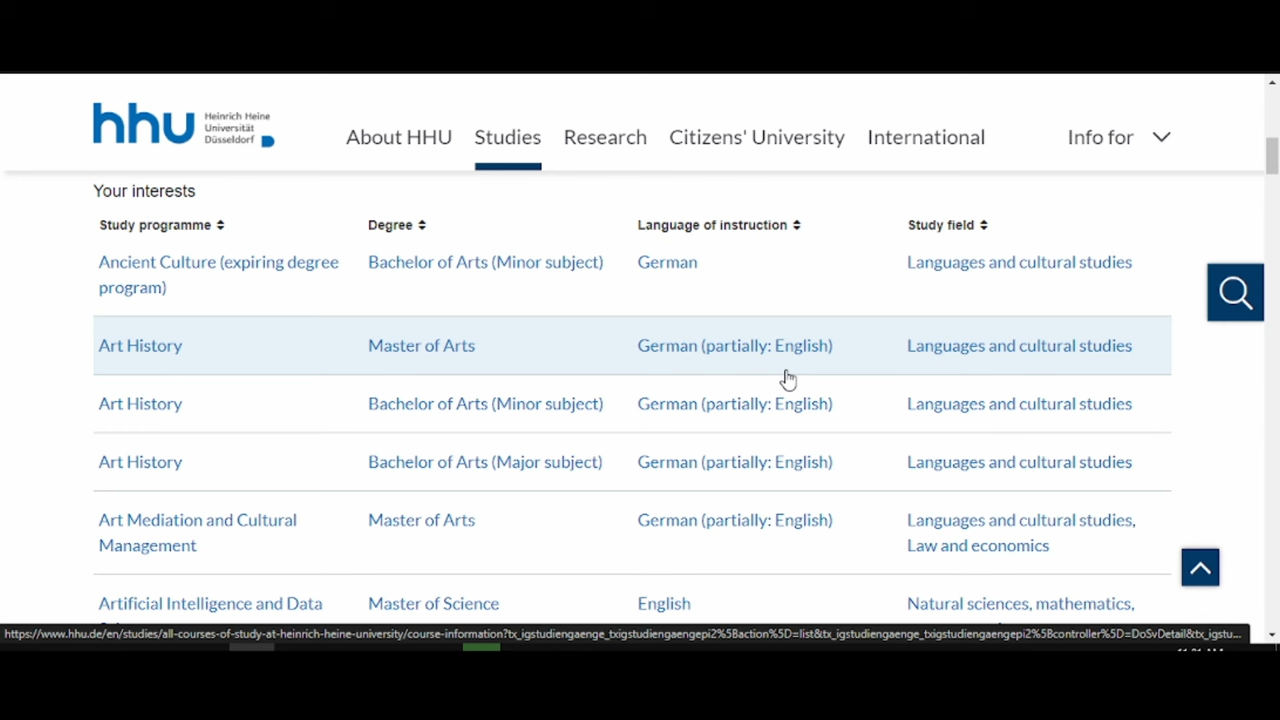 hhu Heinrich Heine
Universität
Düsseldorf
About HHU Studies Research Citizens' University International Info for
Your interests
Study programme Degree Language of instruction Study field
Ancient Culture (expiring degree
program) Bachelor of Arts (Minor subject) German Languages and cultural studies
Art History Master of Arts German (partially: English) Languages and cultural studies
Art History Bachelor of Arts (Minor subject) German (partially: English) Languages and cultural studies
Art History Bachelor of Arts (Major subject) German (partially: English) Languages and cultural studies
Art Mediation and Cultural
Management Master of Arts German (partially: English) Languages and cultural studies,
Law and economics
Artificial Intelligence and Data Master of Science English Natural sciences, mathematics,
https://www.hhu.de/en/studies/all-courses-of-study-at-heinrich-heine-university/course-information?tx_igstudiengaenge_txigstudiengaengepi2%5Baction%5D=list&tx_igstudiengaenge_txigstudiengaengepi2%5Bcontroller%5D=DoSvDetail&tx_igstu...